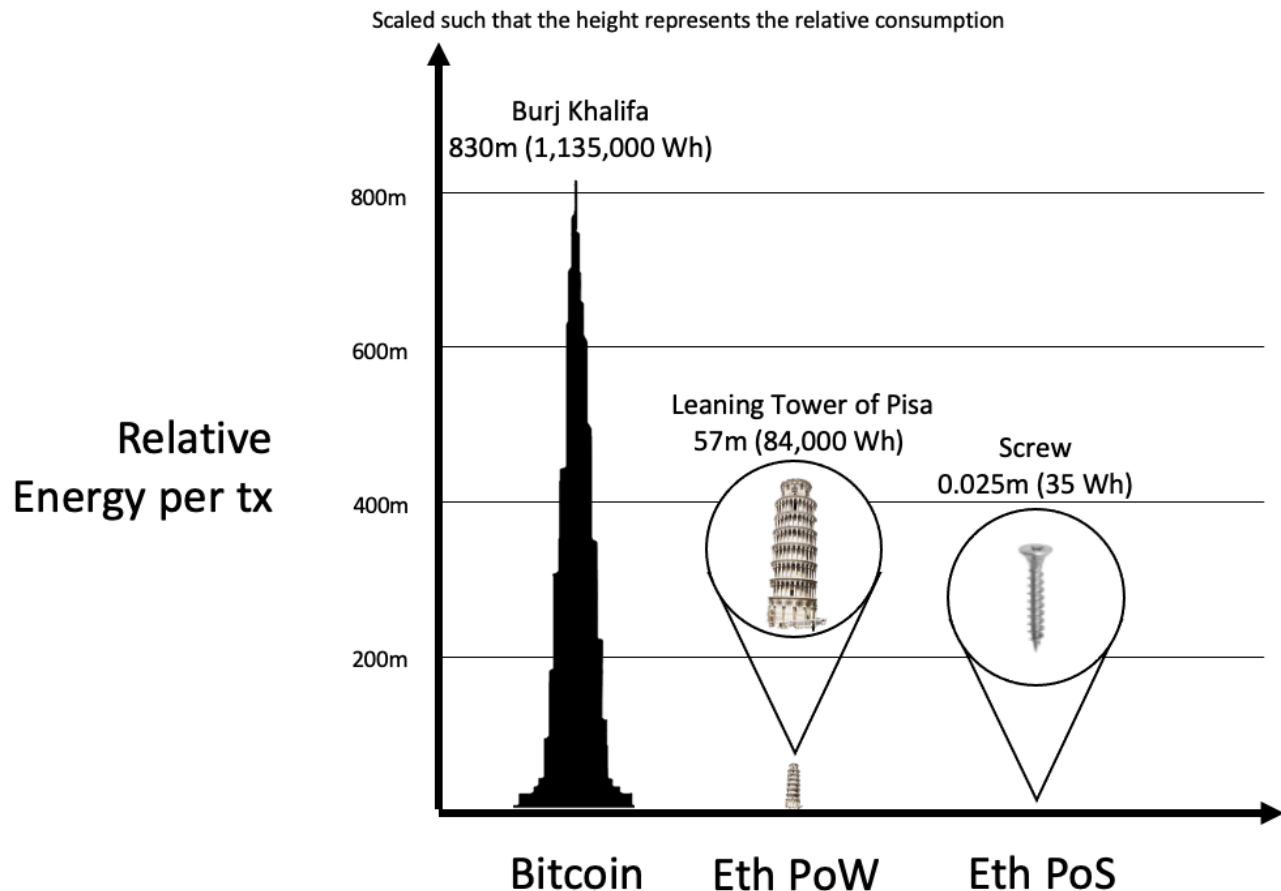 Scaled such that the height represents the relative consumption
Burj Khalifa
830m (1,135,000 Wh)
800m
600m
Leaning Tower of Pisa
57m (84,000 Wh)
Screw
0.025m (35 Wh)
Relative
Energy per tx
400m
200m
Bitcoin
Eth PoW
Eth PoS